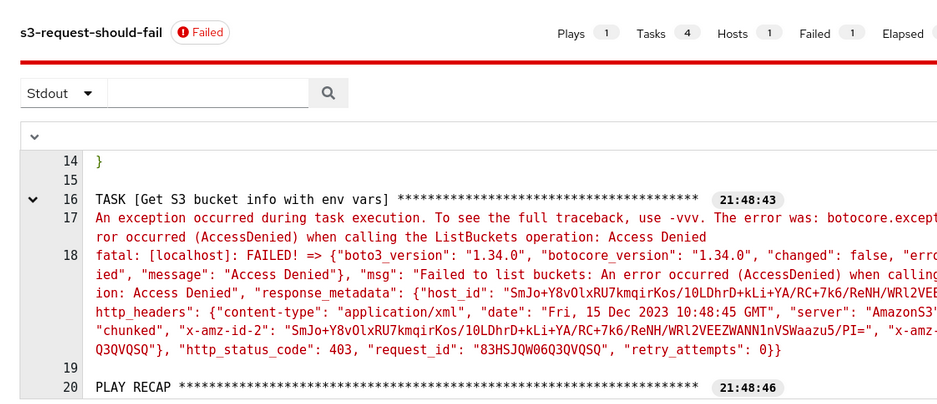 s3-request-should-fail Failed Plays 1 Tasks 4 Hosts 1 Failed 1 Elapsed
Stdout
14 }
15
16 TASK [Get S3 bucket info with env vars] **************************************** 21:48:43
17 An exception occurred during task execution. To see the full traceback, use -vvv. The error was: botocore.except
ror occurred (AccessDenied) when calling the ListBuckets operation: Access Denied
18 fatal: [localhost]: FAILED! => {"boto3_version": "1.34.0", "botocore_version": "1.34.0", "changed": false, "erro
ied", "message": "Access Denied"}, "msg": "Failed to list buckets: An error occurred (AccessDenied) when calling
ion: Access Denied", "response_metadata": {"host_id": "SmJo+Y8vOlxRU7kmqirKos/10LDhrD+kLi+YA/RC+7k6/ReNH/WRl2VEE
http_headers": {"content-type": "application/xml", "date": "Fri, 15 Dec 2023 10:48:45 GMT", "server": "AmazonS3"
"chunked", "x-amz-id-2": "SmJo+Y8vOlxRU7kmqirKos/10LDhrD+kLi+YA/RC+7k6/ReNH/WRl2VEEZWANN1nVSWaazu5/PI=", "x-amz-
Q3QVQSQ"}, "http_status_code": 403, "request_id": "83HSJQW06Q3QVQSQ", "retry_attempts": 0}}
19
20 PLAY RECAP ********************************************************************* 21:48:46